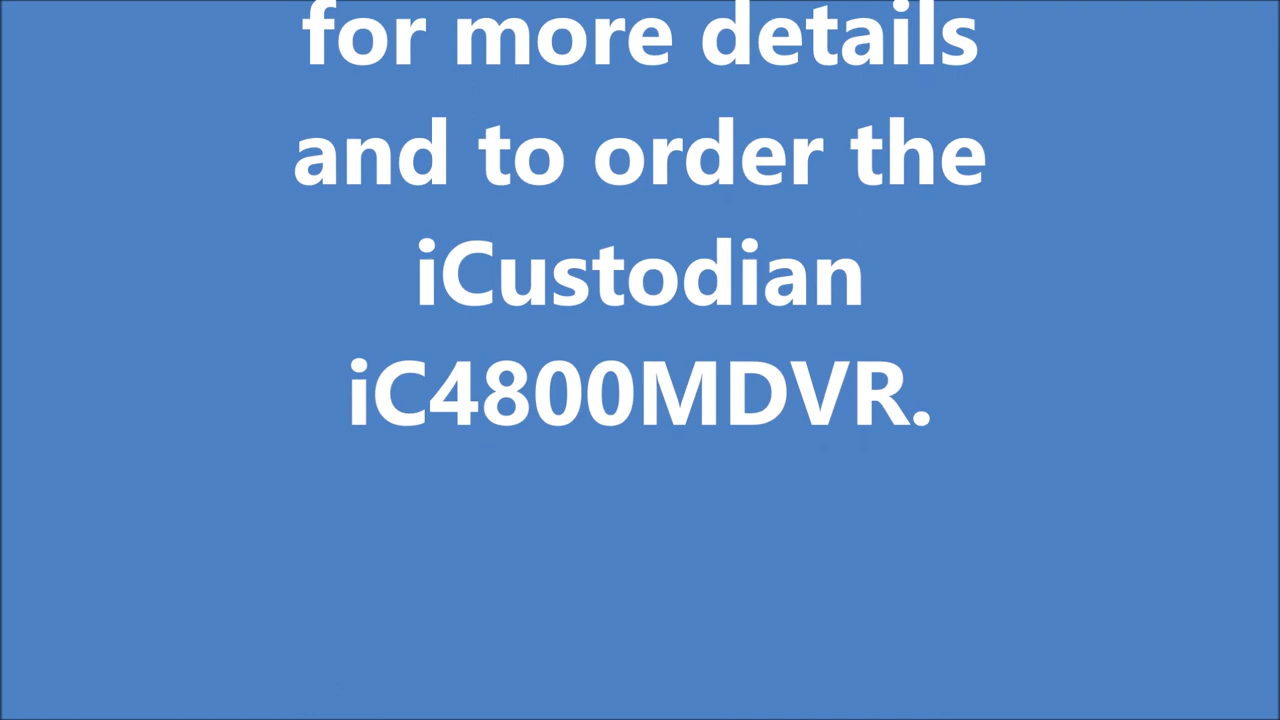 for more details
and to order the
iCustodian
iC4800MDVR.